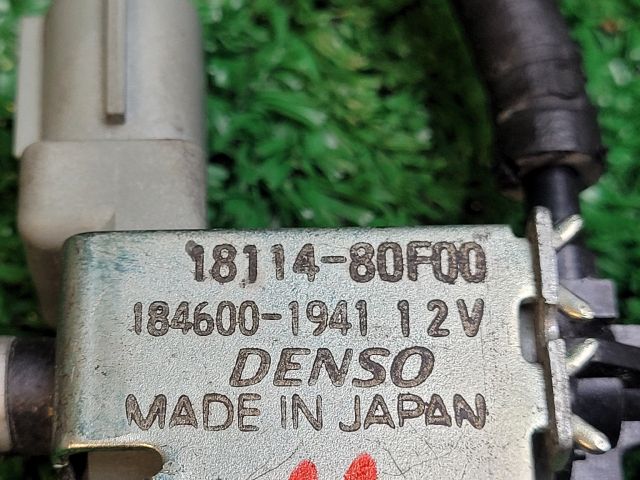 18114-80F00
184600-1941 12V
DENSO
MADE IN JAPAN